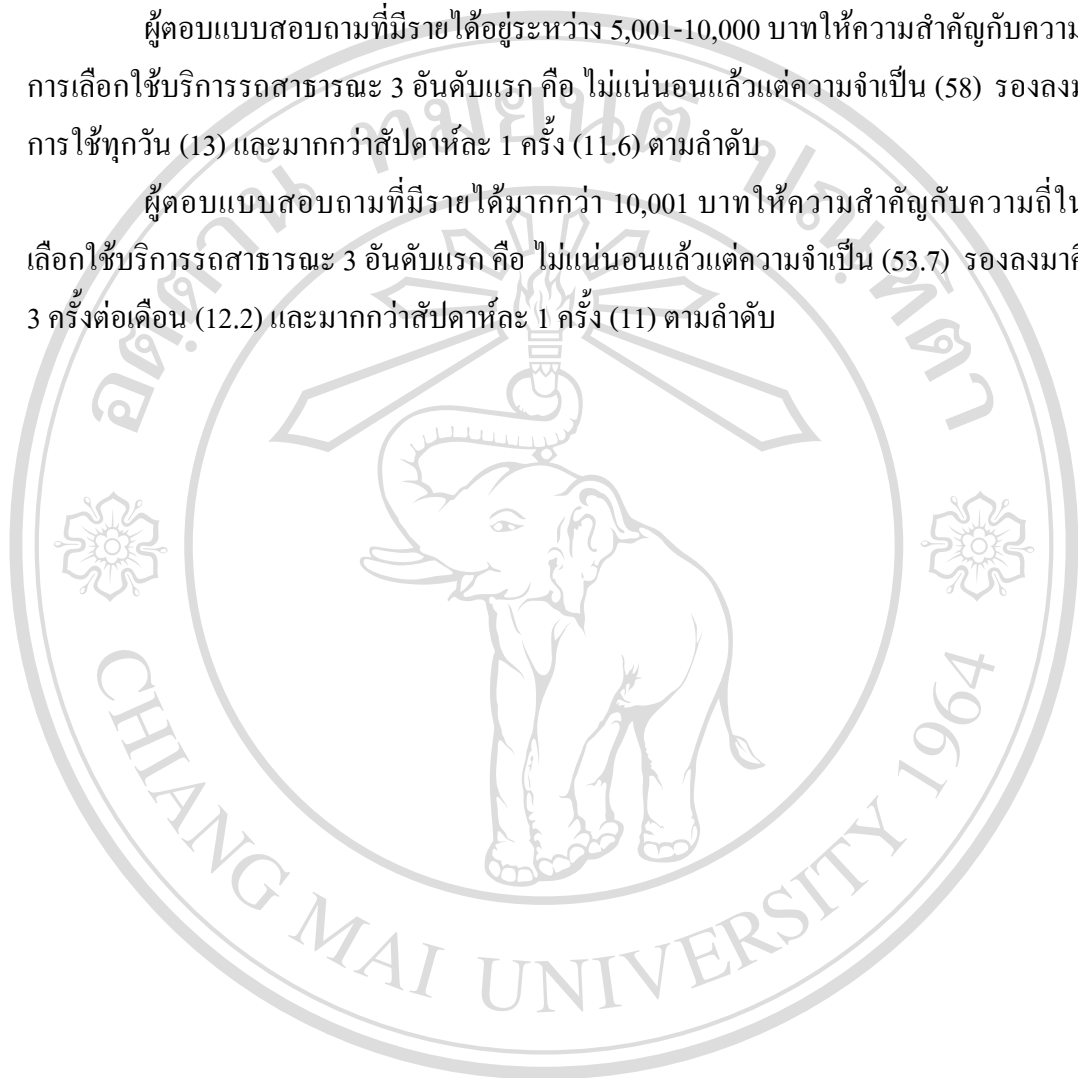 ผู้ตอบแบบสอบถามที่มีรายได้อยู่ระหว่าง 5,001-10,000 บาทให้ความสำคัญกับความ
การเลือกใช้บริการรถสาธารณะ 3 อันดับแรก คือ ไม่แน่นอนแล้วแต่ความจำเป็น (58) รองลงม
การใช้ทุกวัน (13) และมากกว่าสัปดาห์ละ 1 ครั้ง (11.6) ตามลำดับ
ผู้ตอบแบบสอบถามที่มีรายได้มากกว่า 10,001 บาทให้ความสำคัญกับความถี่ใน
เลือกใช้บริการรถสาธารณะ 3 อันดับแรก คือ ไม่แน่นอนแล้วแต่ความจำเป็น (53.7) รองลงมาคื
3 ครั้งต่อเดือน (12.2) และมากกว่าสัปดาห์ละ 1 ครั้ง (11) ตามลำดับ
อตฺตานํ ทมยนฺติ ปณฺฑิตา
CHIANG MAI UNIVERSITY 1964